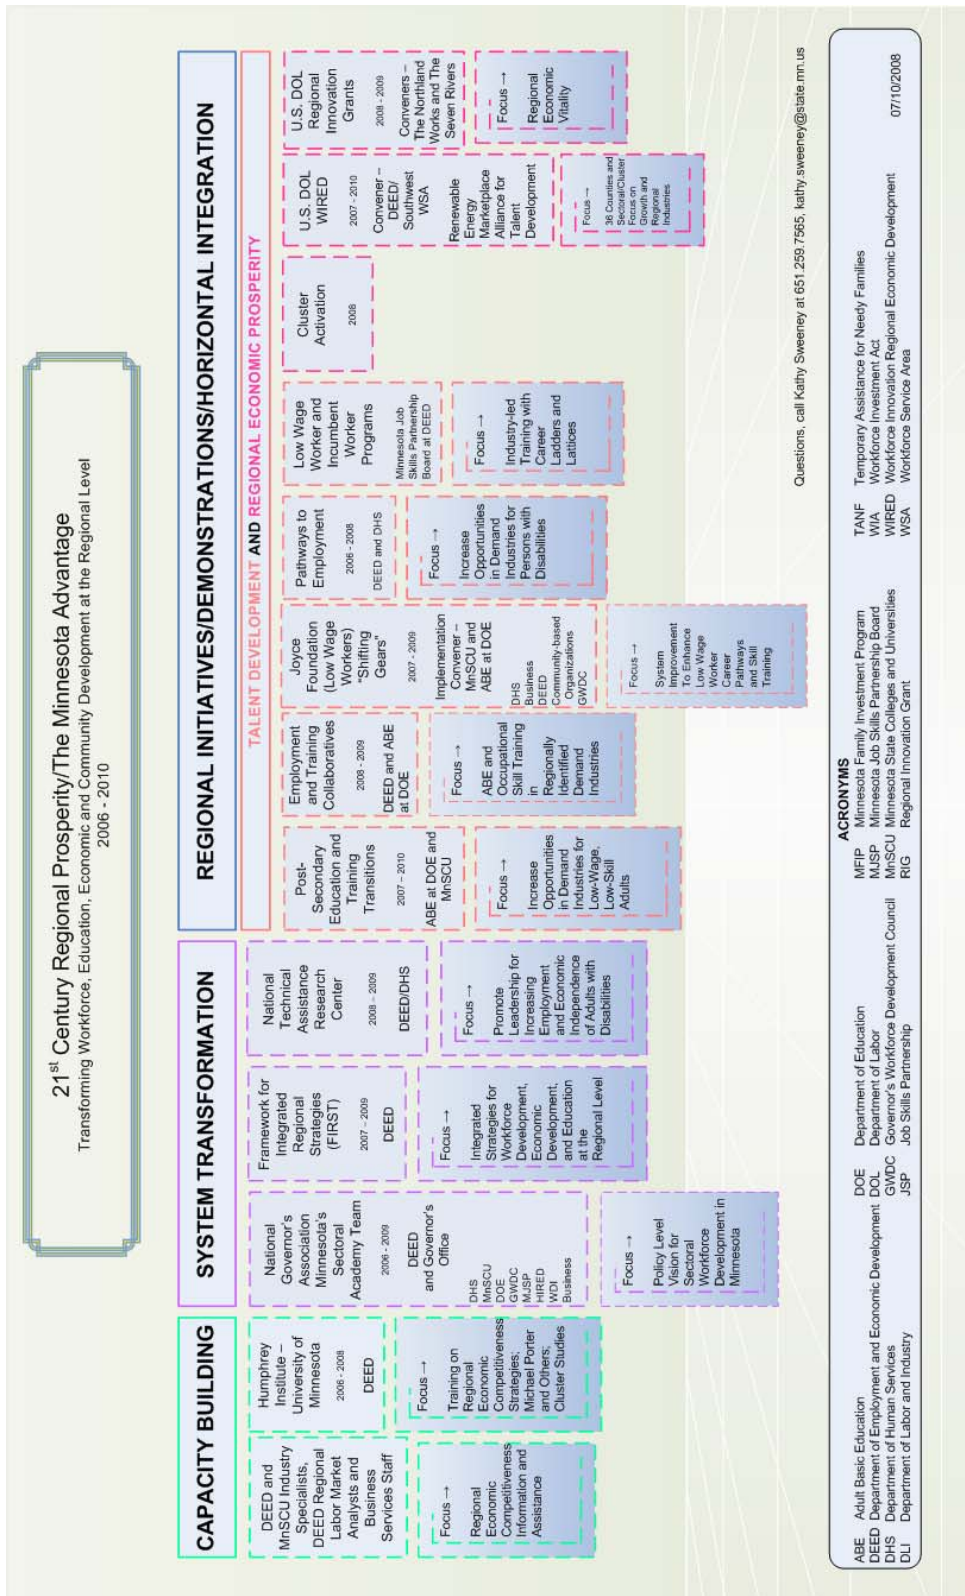 21st Century Regional Prosperity/The Minnesota Advantage
Transforming Workforce, Education, Economic and Community Development at the Regional Level
2006 - 2010
CAPACITY BUILDING
DEED and
MnSCU Industry
Specialists,
DEED Regional
Labor Market
Analysts and
Business
Services Staff
Focus →
Regional
Economic
Competitiveness
Information and
Assistance
Humphrey
Institute –
University of
Minnesota
2006 - 2008
DEED
Focus →
Training on
Regional
Economic
Competitiveness
Strategies;
Michael Porter
and Others;
Cluster Studies
SYSTEM TRANSFORMATION
National
Governor's
Association
Minnesota's
Sectoral
Academy Team
2006 - 2009
DEED
and Governor's
Office
DHS
MnSCU
DOE
GWDC
MJSP
HIRED
WDI
Business
Focus →
Policy Level
Vision for
Sectoral
Workforce
Development in
Minnesota
Framework for
Integrated
Regional
Strategies
(FIRST)
2007 - 2009
DEED
Focus →
Integrated
Strategies for
Workforce
Development,
Economic
Development,
and Education
at the
Regional Level
National
Technical
Assistance
Research
Center
2008 – 2009
DEED/DHS
Focus →
Promote
Leadership for
Increasing
Employment
and Economic
Independence
of Adults with
Disabilities
REGIONAL INITIATIVES/DEMONSTRATIONS/HORIZONTAL INTEGRATION
TALENT DEVELOPMENT AND REGIONAL ECONOMIC PROSPERITY
Post-
Secondary
Education and
Training
Transitions
2007 - 2010
ABE at DOE and
MnSCU
Focus →
Increase
Opportunities
in Demand
Industries for
Low-Wage,
Low-Skill
Adults
Employment
and Training
Collaboratives
2008 - 2009
DEED and ABE
at DOE
Focus →
ABE and
Occupational
Skill Training
in
Regionally
Identified
Demand
Industries
Joyce
Foundation
(Low Wage
Workers)
"Shifting
Gears"
2007 - 2009
Implementation
Convener –
MnSCU and
ABE at DOE
DHS
Business
DEED
Community-based
Organizations
GWDC
Focus →
System
Improvement
To Enhance
Low Wage
Worker
Career
Pathways
and Skill
Training
Pathways to
Employment
2006 - 2008
DEED and DHS
Focus →
Increase
Opportunities
in Demand
Industries for
Persons with
Disabilities
Low Wage
Worker and
Incumbent
Worker
Programs
Minnesota Job
Skills Partnership
Board at DEED
Focus →
Industry-led
Training with
Career
Ladders and
Lattices
Cluster
Activation
2008
U.S. DOL
WIRED
2007 - 2010
Convener –
DEED/
Southwest
WSA
Renewable
Energy
Marketplace
Alliance for
Talent
Development
Focus →
36 Counties and
Sectoral/Cluster
Focus on
Growth and
Regional
Industries
U.S. DOL
Regional
Innovation
Grants
2008 - 2009
Conveners –
The Northland
Works and The
Seven Rivers
Focus →
Regional
Economic
Vitality
Questions, call Kathy Sweeney at 651.259.7565, kathy.sweeney@state.mn.us
ACRONYMS
ABE Adult Basic Education
DEED Department of Employment and Economic Development
DHS Department of Human Services
DLI Department of Labor and Industry
DOE Department of Education
DOL Department of Labor
GWDC Governor's Workforce Development Council
JSP Job Skills Partnership
MFIP Minnesota Family Investment Program
MJSP Minnesota Job Skills Partnership Board
MnSCU Minnesota State Colleges and Universities
RIG Regional Innovation Grant
TANF Temporary Assistance for Needy Families
WIA Workforce Investment Act
WIRED Workforce Innovation Regional Economic Development
WSA Workforce Service Area
07/10/2008